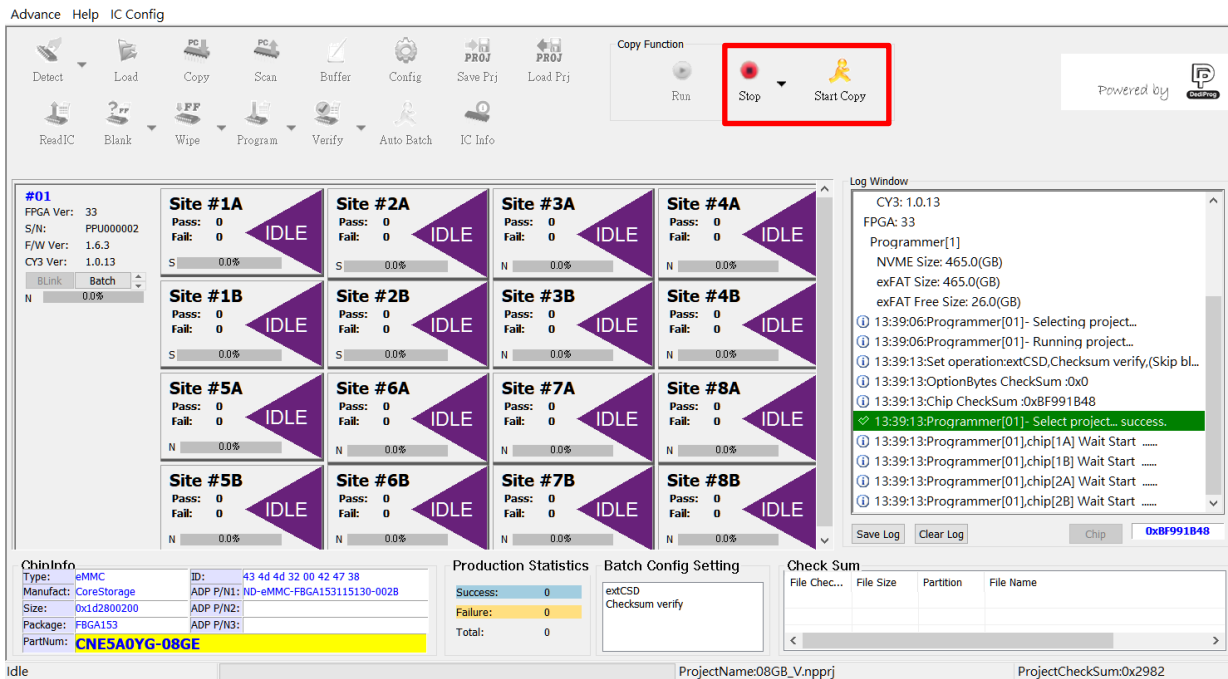 Advance Help IC Config
Detect Load Copy Scan Buffer Config Save Prj Load Prj
PC PC PROJ PROJ
ReadIC Blank Wipe Program Verify Auto Batch IC Info
?FF FF
Copy Function
Run Stop Start Copy
Powered by DediProg
#01
FPGA Ver: 33
S/N: PPU000002
F/W Ver: 1.6.3
CY3 Ver: 1.0.13
BLink Batch
N 0.0%
Site #1A Site #2A Site #3A Site #4A
Pass: 0 Pass: 0 Pass: 0 Pass: 0
Fail: 0 IDLE Fail: 0 IDLE Fail: 0 IDLE Fail: 0 IDLE
S 0.0% S 0.0% N 0.0% N 0.0%
Site #1B Site #2B Site #3B Site #4B
Pass: 0 Pass: 0 Pass: 0 Pass: 0
Fail: 0 IDLE Fail: 0 IDLE Fail: 0 IDLE Fail: 0 IDLE
S 0.0% S 0.0% N 0.0% N 0.0%
Site #5A Site #6A Site #7A Site #8A
Pass: 0 Pass: 0 Pass: 0 Pass: 0
Fail: 0 IDLE Fail: 0 IDLE Fail: 0 IDLE Fail: 0 IDLE
N 0.0% N 0.0% N 0.0% N 0.0%
Site #5B Site #6B Site #7B Site #8B
Pass: 0 Pass: 0 Pass: 0 Pass: 0
Fail: 0 IDLE Fail: 0 IDLE Fail: 0 IDLE Fail: 0 IDLE
N 0.0% N 0.0% N 0.0% N 0.0%
Log Window
CY3: 1.0.13
FPGA: 33
Programmer[1]
NVME Size: 465.0(GB)
exFAT Size: 465.0(GB)
exFAT Free Size: 26.0(GB)
13:39:06:Programmer[01]- Selecting project...
13:39:06:Programmer[01]- Running project...
13:39:13:Set operation:extCSD,Checksum verify,(Skip bl...
13:39:13:OptionBytes CheckSum :0x0
13:39:13:Chip CheckSum :0xBF991B48
13:39:13:Programmer[01]- Select project... success.
13:39:13:Programmer[01],chip[1A] Wait Start ......
13:39:13:Programmer[01],chip[1B] Wait Start ......
13:39:13:Programmer[01],chip[2A] Wait Start ......
13:39:13:Programmer[01],chip[2B] Wait Start ......
Save Log Clear Log Chip 0xBF991B48
ChipInfo
Type: eMMC ID: 43 4d 4d 32 00 42 47 38
Manufact: CoreStorage ADP P/N1: ND-eMMC-FBGA153115130-002B
Size: 0x1d2800200 ADP P/N2:
Package: FBGA153 ADP P/N3:
PartNum: CNE5A0YG-08GE
Production Statistics
Success: 0
Failure: 0
Total: 0
Batch Config Setting
extCSD
Checksum verify
Check Sum
File Chec... File Size Partition File Name
Idle ProjectName:08GB_V.npprj ProjectCheckSum:0x2982